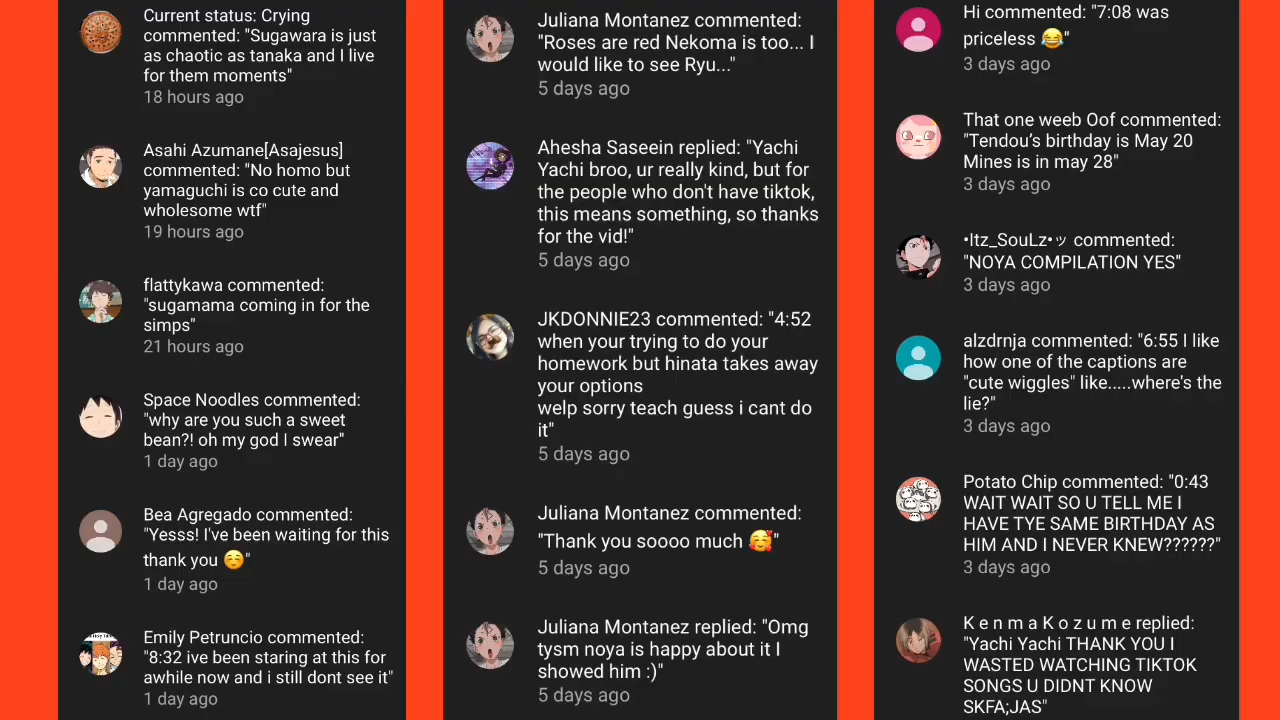 Current status: Crying
commented: "Sugawara is just
as chaotic as tanaka and I live
for them moments"
18 hours ago
Asahi Azumane[Asajesus]
commented: "No homo but
yamaguchi is co cute and
wholesome wtf"
19 hours ago
flattykawa commented:
"sugamama coming in for the
simps"
21 hours ago
Space Noodles commented:
"why are you such a sweet
bean?! oh my god I swear"
1 day ago
Bea Agregado commented:
"Yesss! I've been waiting for this
thank you ☺️"
1 day ago
Emily Petruncio commented:
"8:32 ive been staring at this for
awhile now and i still dont see it"
1 day ago
Juliana Montanez commented:
"Roses are red Nekoma is too... I
would like to see Ryu..."
5 days ago
Ahesha Saseein replied: "Yachi
Yachi broo, ur really kind, but for
the people who don't have tiktok,
this means something, so thanks
for the vid!"
5 days ago
JKDONNIE23 commented: "4:52
when your trying to do your
homework but hinata takes away
your options
welp sorry teach guess i cant do
it"
5 days ago
Juliana Montanez commented:
"Thank you soooo much 🥰"
5 days ago
Juliana Montanez replied: "Omg
tysm noya is happy about it I
showed him :)"
5 days ago
Hi commented: "7:08 was
priceless 😂"
3 days ago
That one weeb Oof commented:
"Tendou’s birthday is May 20
Mines is in may 28"
3 days ago
•Itz_SouLz•ッ commented:
"NOYA COMPILATION YES"
3 days ago
alzdrnja commented: "6:55 I like
how one of the captions are
"cute wiggles" like.....where's the
lie?"
3 days ago
Potato Chip commented: "0:43
WAIT WAIT SO U TELL ME I
HAVE TYE SAME BIRTHDAY AS
HIM AND I NEVER KNEW??????"
3 days ago
K e n m a K o z u m e replied:
"Yachi Yachi THANK YOU I
WASTED WATCHING TIKTOK
SONGS U DIDNT KNOW
SKFA;JAS"